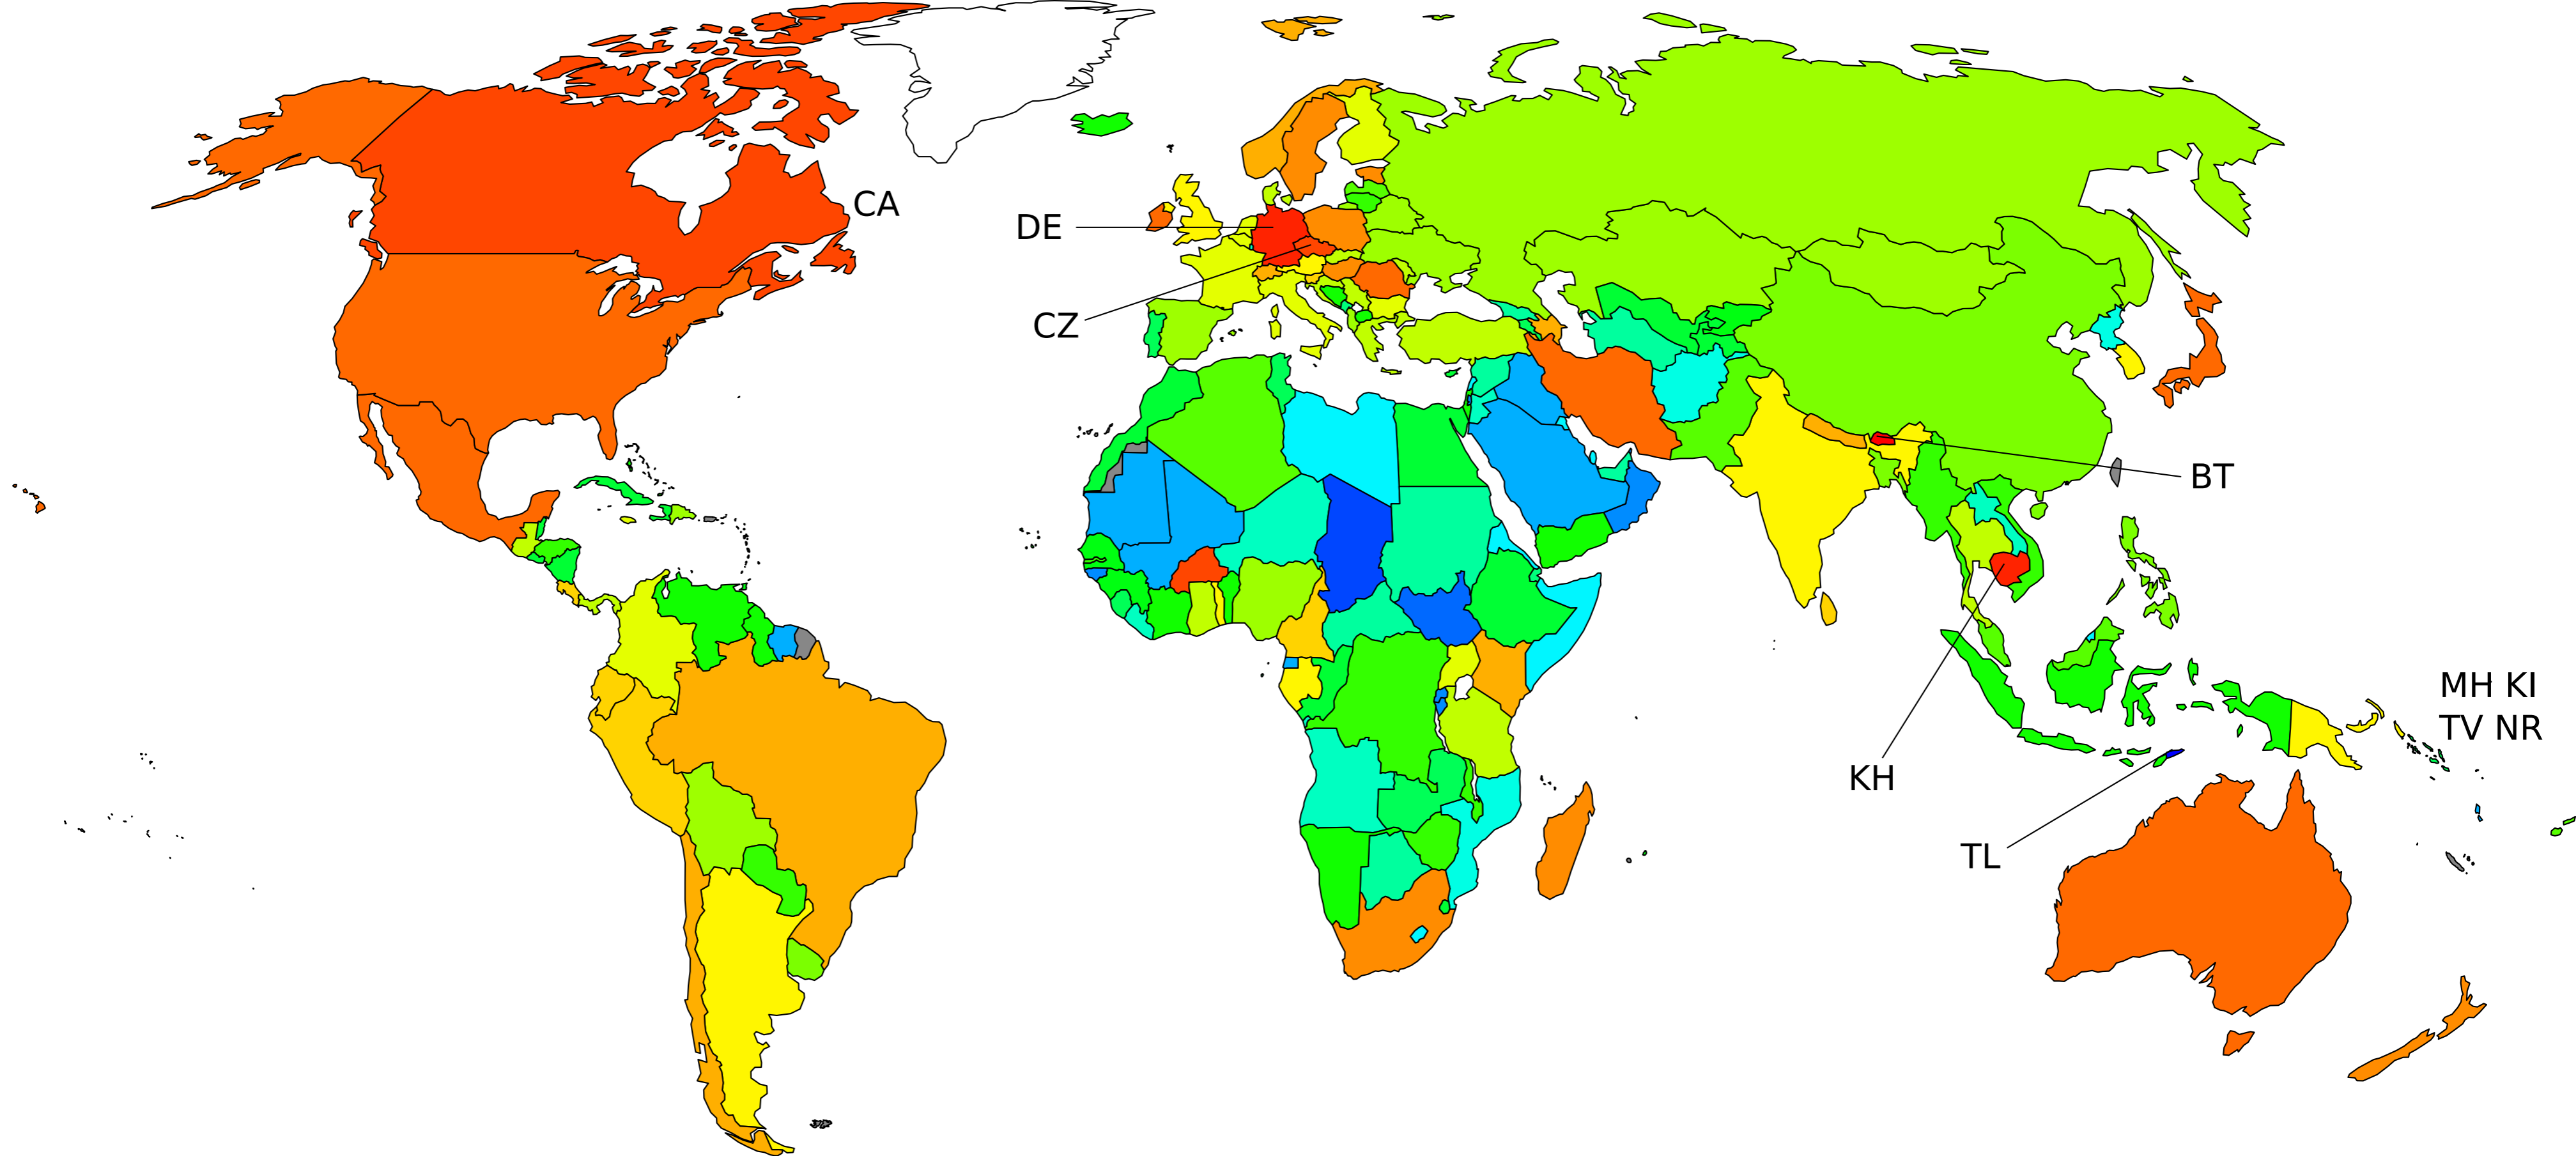 CA
DE
CZ
BT
MH KI
TV NR
KH
TL